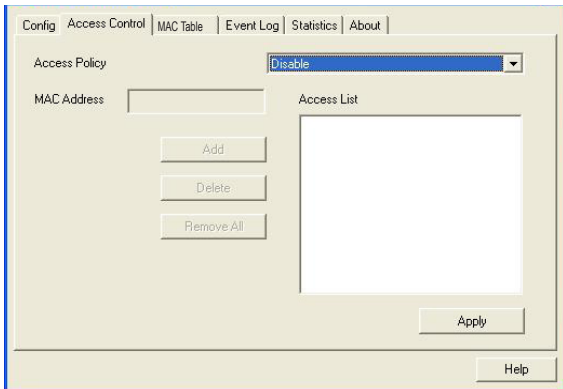 Config Access Control MAC Table Event Log Statistics About
Access Policy Disable
MAC Address Access List
Add
Delete
Remove All
Apply
Help